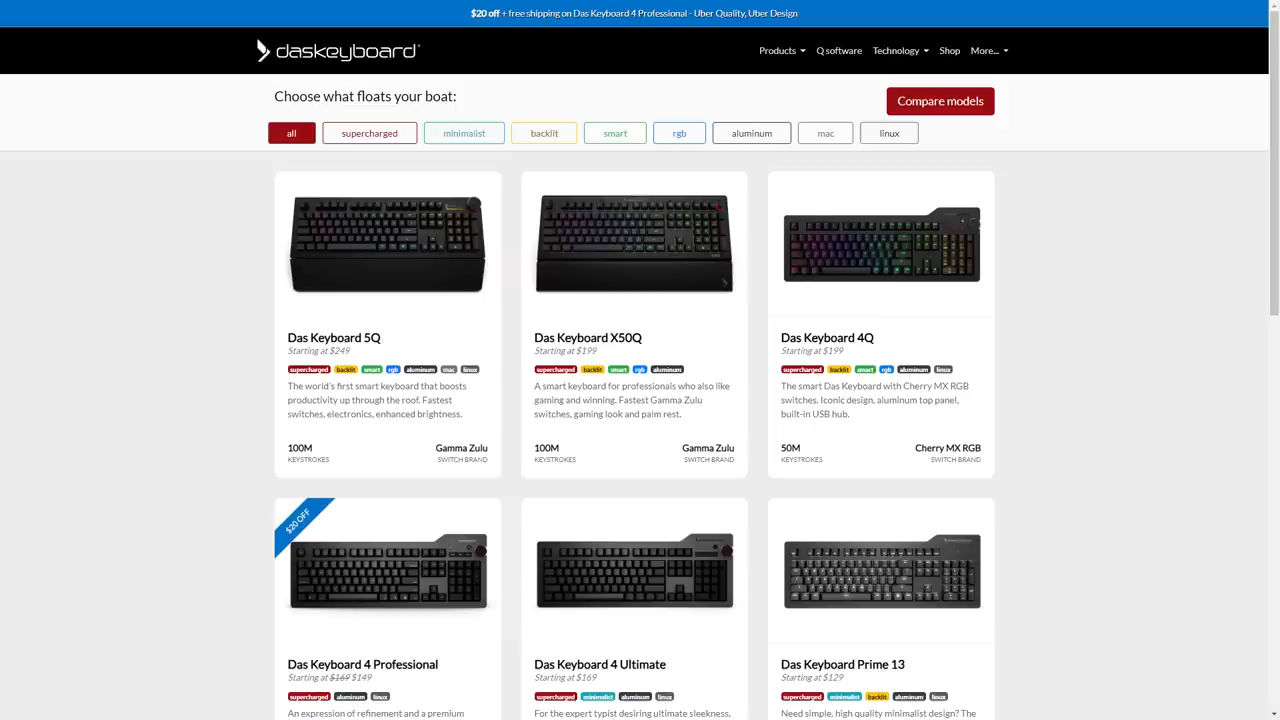 $20 off + free shipping on Das Keyboard 4 Professional - Uber Quality, Uber Design
daskeyboard
Products Q software Technology Shop More...
Choose what floats your boat:
Compare models
all supercharged minimalist backlit smart rgb aluminum mac linux
Das Keyboard 5Q
Starting at $249
supercharged backlit smart rgb aluminum mac linux
The world's first smart keyboard that boosts
productivity up through the roof. Fastest
switches, electronics, enhanced brightness.
100M Gamma Zulu
KEYSTROKES SWITCH BRAND
Das Keyboard X50Q
Starting at $199
supercharged backlit smart rgb aluminum
A smart keyboard for professionals who also like
gaming and winning. Fastest Gamma Zulu
switches, gaming look and palm rest.
100M Gamma Zulu
KEYSTROKES SWITCH BRAND
Das Keyboard 4Q
Starting at $199
supercharged backlit smart rgb aluminum linux
The smart Das Keyboard with Cherry MX RGB
switches. Iconic design, aluminum top panel,
built-in USB hub.
50M Cherry MX RGB
KEYSTROKES SWITCH BRAND
$20 OFF
Das Keyboard 4 Professional
Starting at $169 $149
supercharged aluminum linux
An expression of refinement and a premium
Das Keyboard 4 Ultimate
Starting at $169
supercharged minimalist aluminum linux
For the expert typist desiring ultimate sleekness,
Das Keyboard Prime 13
Starting at $129
supercharged minimalist backlit aluminum linux
Need simple, high quality minimalist design? The